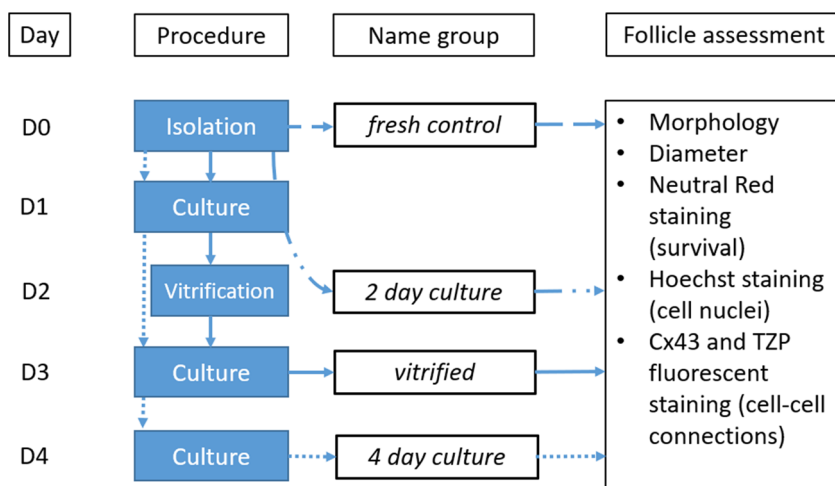 Day
Procedure
Name group
Follicle assessment
D0
Isolation
fresh control
D1
Culture
D2
Vitrification
2 day culture
D3
Culture
vitrified
D4
Culture
4 day culture
• Morphology
• Diameter
• Neutral Red
staining
(survival)
• Hoechst staining
(cell nuclei)
• Cx43 and TZP
fluorescent
staining (cell-cell
connections)